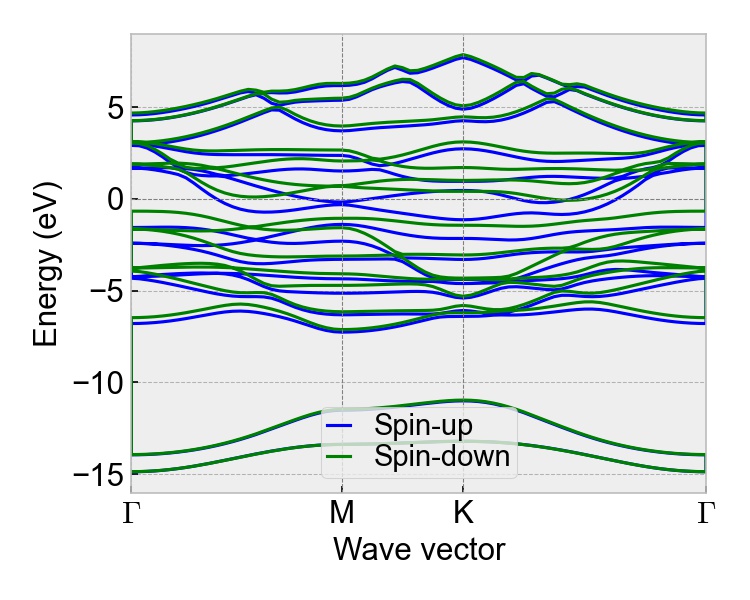 5
0
−5
−10
−15
Energy (eV)
Spin-up
Spin-down
Γ M K Γ
Wave vector